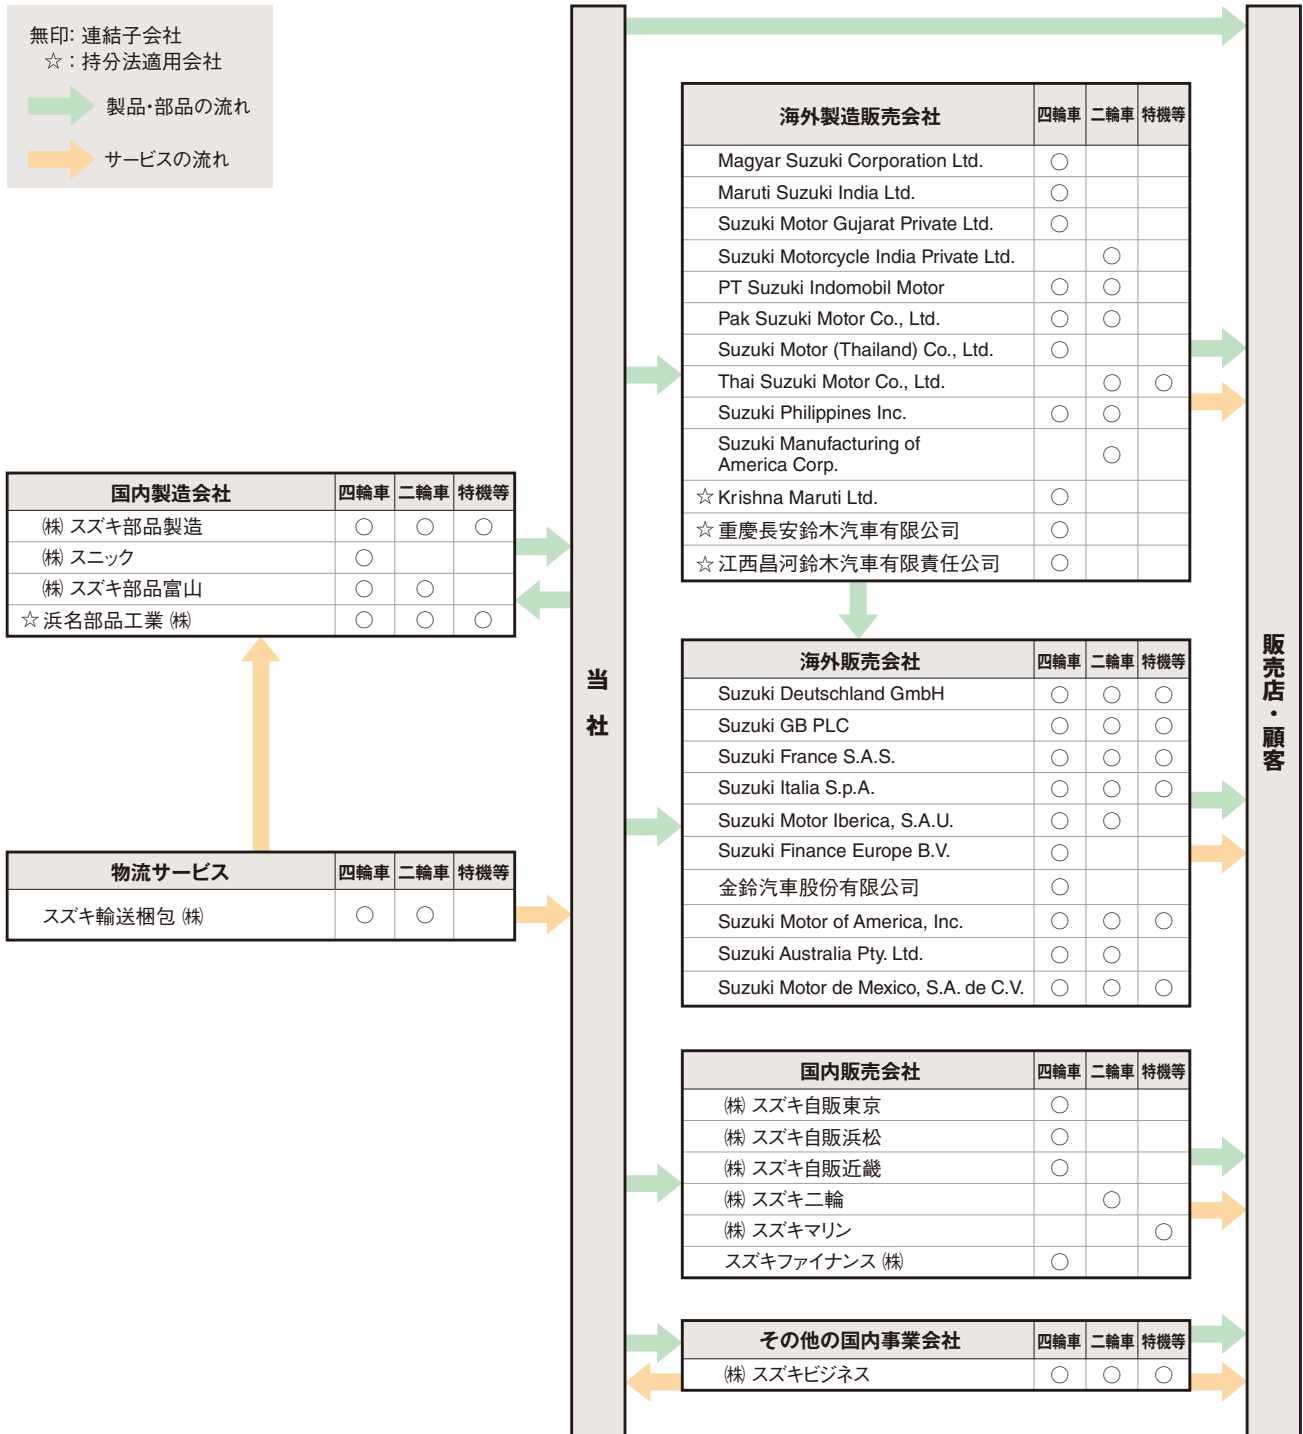 無印: 連結子会社
☆ : 持分法適用会社
製品・部品の流れ
サービスの流れ
海外製造販売会社 四輪車 二輪車 特機等
Magyar Suzuki Corporation Ltd. ○
Maruti Suzuki India Ltd. ○
Suzuki Motor Gujarat Private Ltd. ○
Suzuki Motorcycle India Private Ltd. ○
PT Suzuki Indomobil Motor ○ ○
Pak Suzuki Motor Co., Ltd. ○ ○
Suzuki Motor (Thailand) Co., Ltd. ○
Thai Suzuki Motor Co., Ltd. ○ ○
Suzuki Philippines Inc. ○ ○
Suzuki Manufacturing of
America Corp. ○
☆ Krishna Maruti Ltd. ○
☆ 重慶長安鈴木汽車有限公司 ○
☆ 江西昌河鈴木汽車有限責任公司 ○
国内製造会社 四輪車 二輪車 特機等
㈱ スズキ部品製造 ○ ○ ○
㈱ スニック ○
㈱ スズキ部品富山 ○ ○
☆ 浜名部品工業 ㈱ ○ ○ ○
物流サービス 四輪車 二輪車 特機等
スズキ輸送梱包 ㈱ ○ ○
当社
海外販売会社 四輪車 二輪車 特機等
Suzuki Deutschland GmbH ○ ○ ○
Suzuki GB PLC ○ ○ ○
Suzuki France S.A.S. ○ ○ ○
Suzuki Italia S.p.A. ○ ○ ○
Suzuki Motor Iberica, S.A.U. ○ ○
Suzuki Finance Europe B.V. ○
金鈴汽車股份有限公司 ○
Suzuki Motor of America, Inc. ○ ○ ○
Suzuki Australia Pty. Ltd. ○ ○
Suzuki Motor de Mexico, S.A. de C.V. ○ ○ ○
国内販売会社 四輪車 二輪車 特機等
㈱ スズキ自販東京 ○
㈱ スズキ自販浜松 ○
㈱ スズキ自販近畿 ○
㈱ スズキ二輪 ○
㈱ スズキマリン ○
スズキファイナンス ㈱ ○
その他の国内事業会社 四輪車 二輪車 特機等
㈱ スズキビジネス ○ ○ ○
販売店・顧客